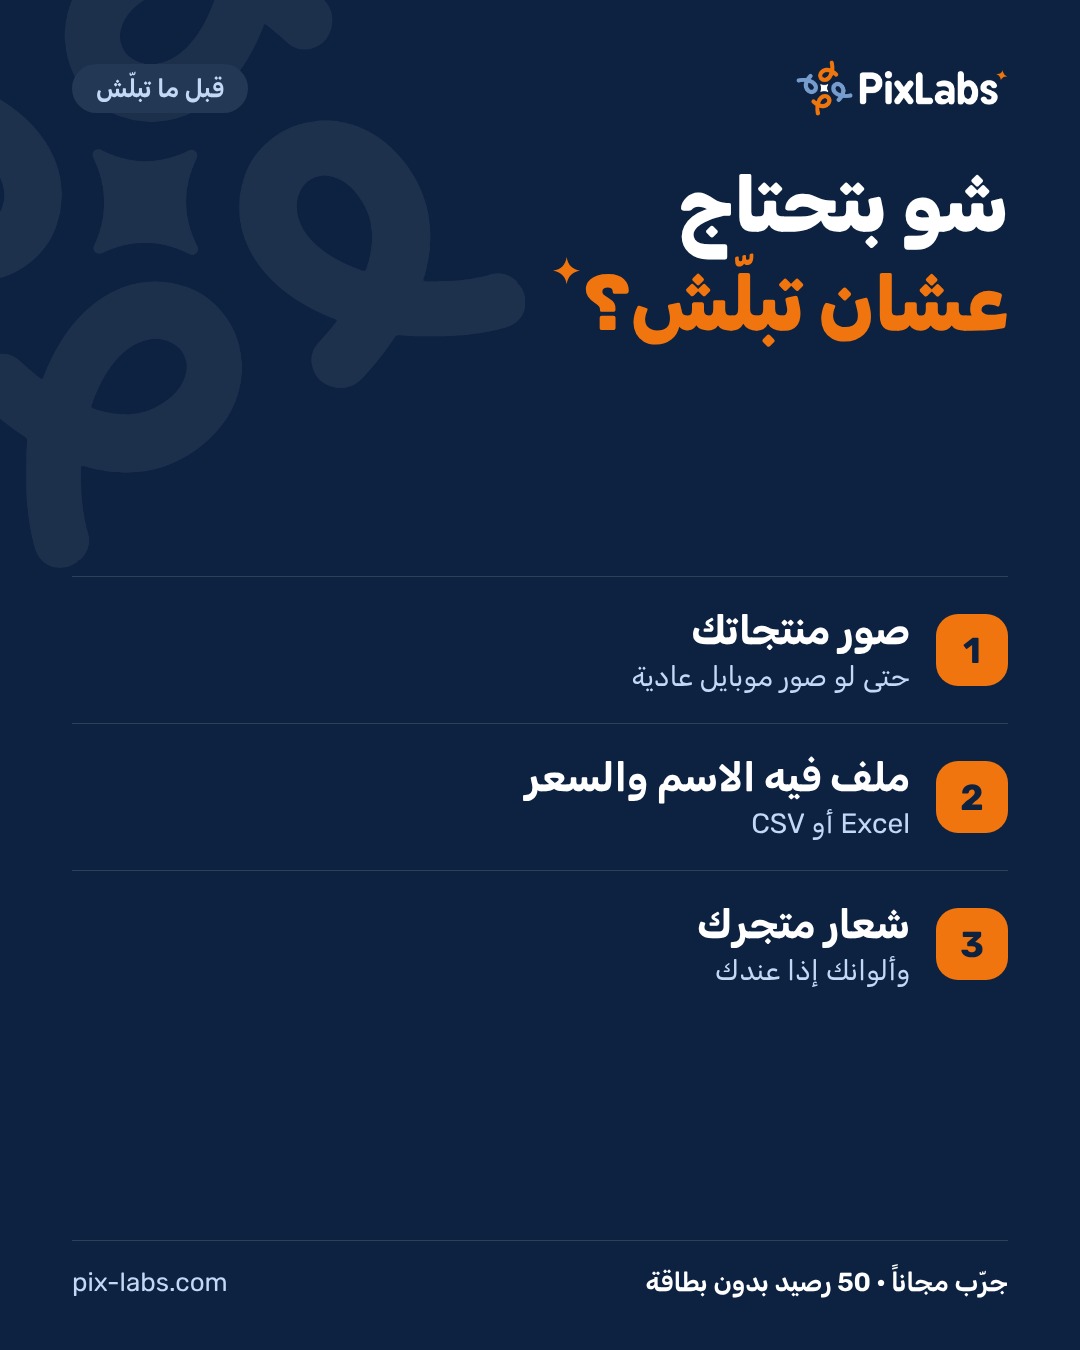 PixLabs
قبل ما تبلّش
شو بتحتاج
عشان تبلّش؟
1
صور منتجاتك
حتى لو صور موبايل عادية
2
ملف فيه الاسم والسعر
Excel أو CSV
3
شعار متجرك
وألوانك إذا عندك
جرّب مجاناً • 50 رصيد بدون بطاقة
pix-labs.com